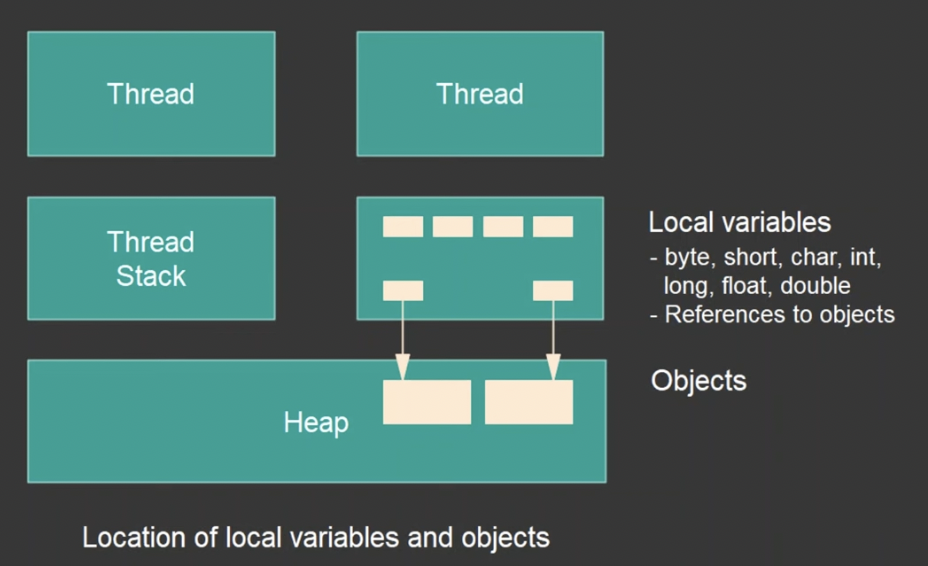 Thread
Thread
Thread
Stack
Local variables
- byte, short, char, int,
long, float, double
- References to objects
Heap
Objects
Location of local variables and objects